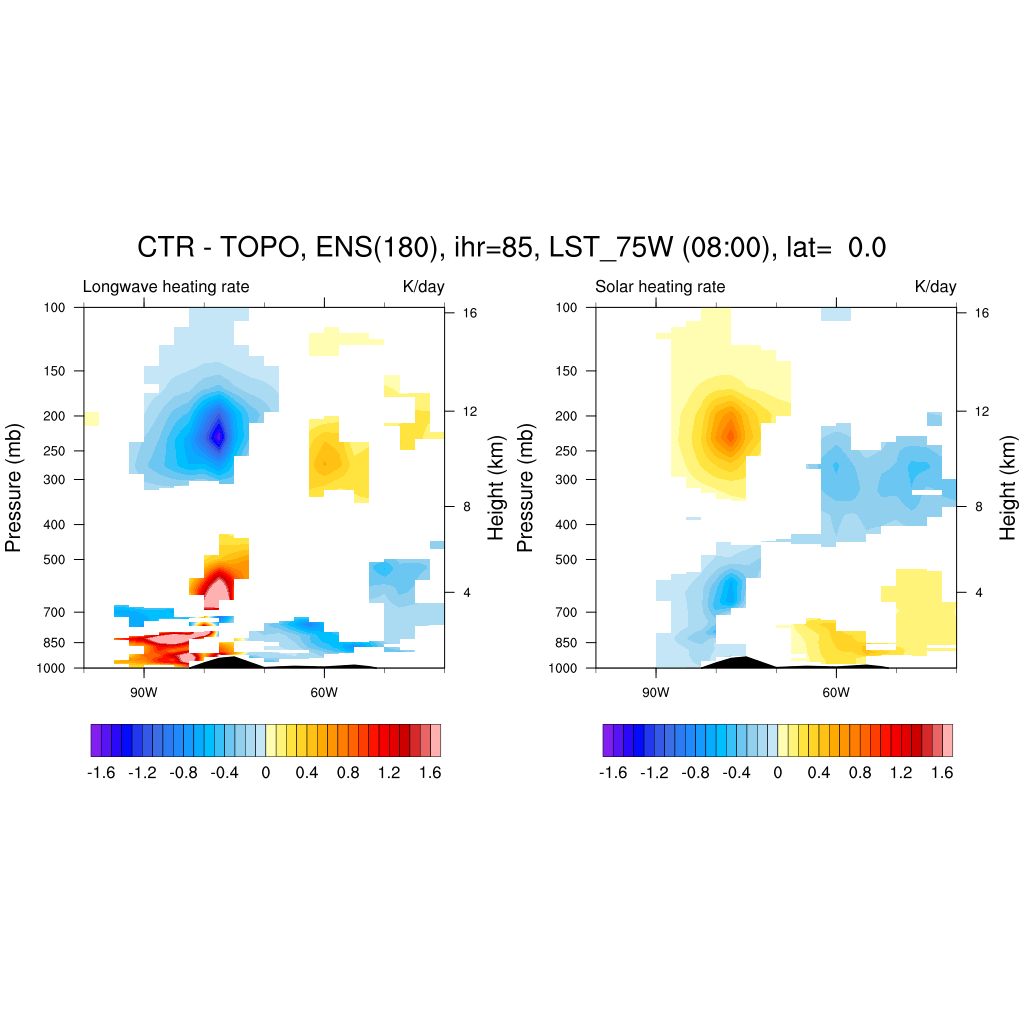 CTR - TOPO, ENS(180), ihr=85, LST_75W (08:00), lat=  0.0
Longwave heating rate K/day
100
150
200
250
300
400
500
700
850
1000
Pressure (mb)
16
12
8
4
Height (km)
90W 60W
-1.6 -1.2 -0.8 -0.4 0 0.4 0.8 1.2 1.6
Solar heating rate K/day
100
150
200
250
300
400
500
700
850
1000
Pressure (mb)
16
12
8
4
Height (km)
90W 60W
-1.6 -1.2 -0.8 -0.4 0 0.4 0.8 1.2 1.6